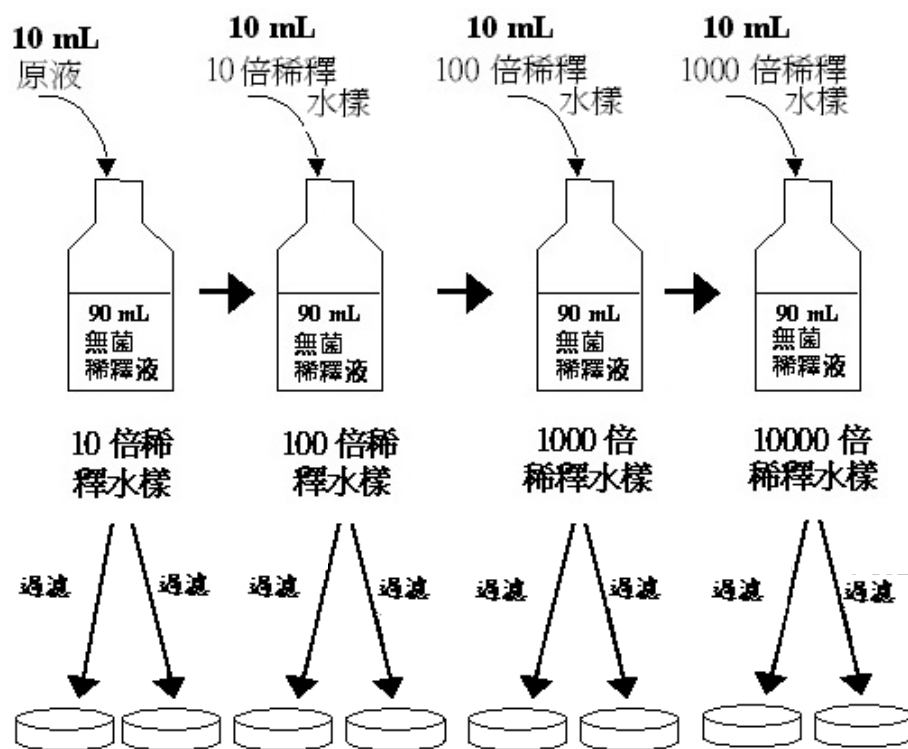 10 mL
原液
10 mL
10 倍稀釋
水樣
10 mL
100 倍稀釋
水樣
10 mL
1000 倍稀釋
水樣
90 mL
無菌
稀釋液
90 mL
無菌
稀釋液
90 mL
無菌
稀釋液
90 mL
無菌
稀釋液
10 倍稀
釋水樣
100 倍稀
釋水樣
1000 倍
稀釋水樣
10000 倍
稀釋水樣
過濾
過濾
過濾
過濾
過濾
過濾
過濾
過濾